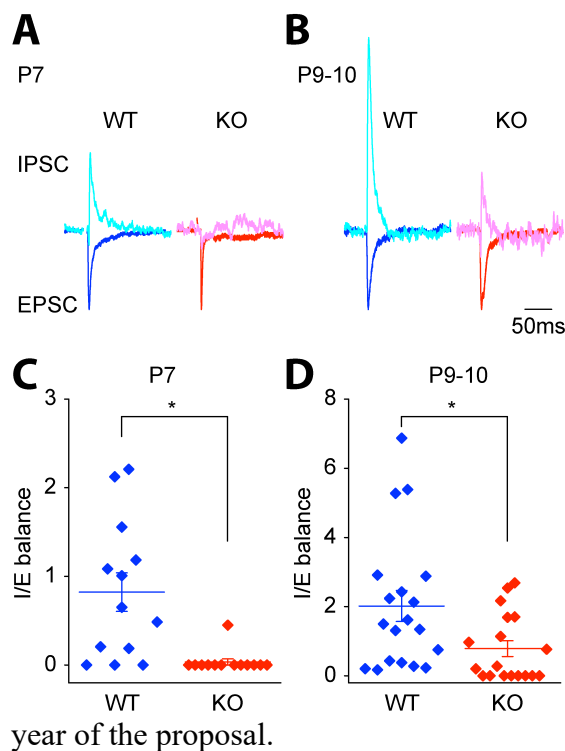 A B
P7 P9-10
WT KO WT KO
IPSC
EPSC
50ms
C P7 D P9-10
3 * 8 *
6
2
I/E balance I/E balance
4
1
2
0 0
WT KO WT KO
year of the proposal.